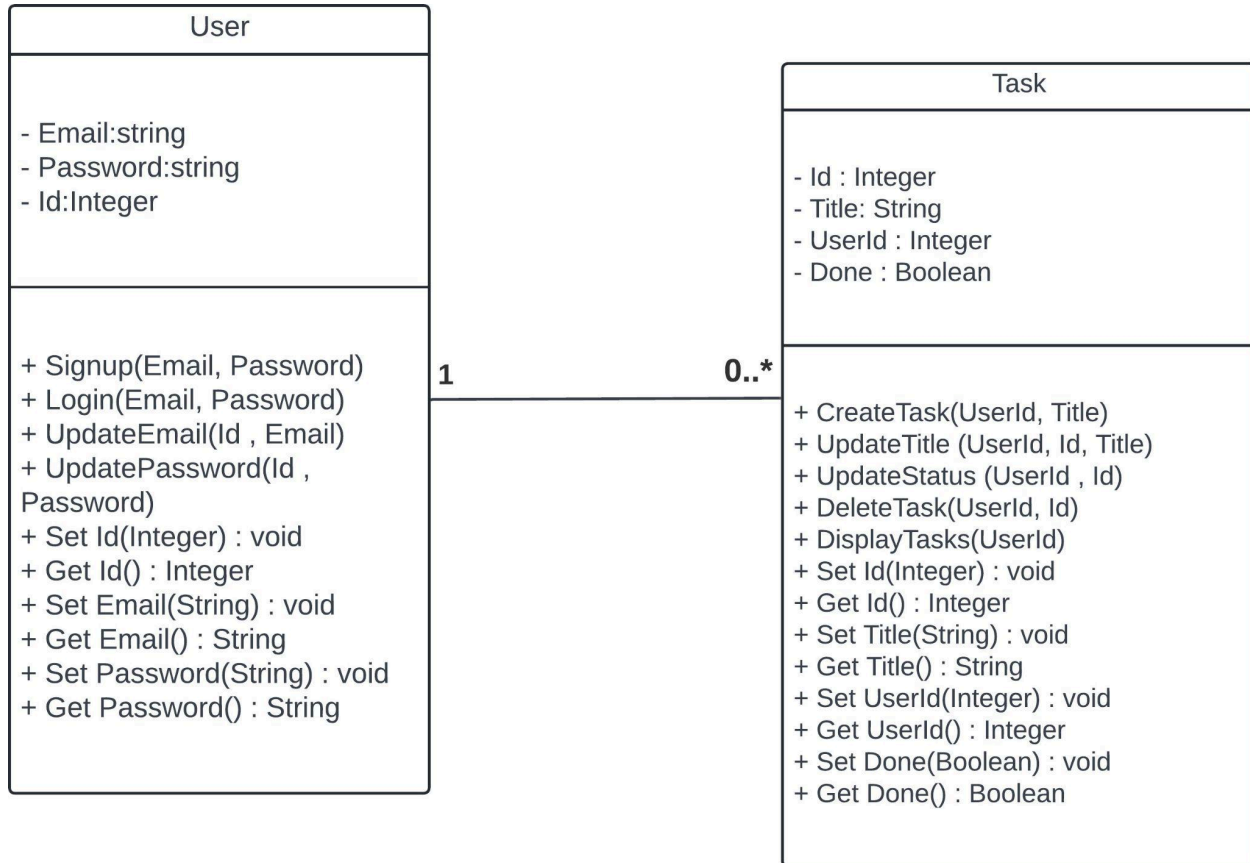 User
- Email:string
- Password:string
- Id:Integer
+ Signup(Email, Password)
+ Login(Email, Password)
+ UpdateEmail(Id , Email)
+ UpdatePassword(Id ,
Password)
+ Set Id(Integer) : void
+ Get Id() : Integer
+ Set Email(String) : void
+ Get Email() : String
+ Set Password(String) : void
+ Get Password() : String
1
0..*
Task
- Id : Integer
- Title: String
- UserId : Integer
- Done : Boolean
+ CreateTask(UserId, Title)
+ UpdateTitle (UserId, Id, Title)
+ UpdateStatus (UserId , Id)
+ DeleteTask(UserId, Id)
+ DisplayTasks(UserId)
+ Set Id(Integer) : void
+ Get Id() : Integer
+ Set Title(String) : void
+ Get Title() : String
+ Set UserId(Integer) : void
+ Get UserId() : Integer
+ Set Done(Boolean) : void
+ Get Done() : Boolean